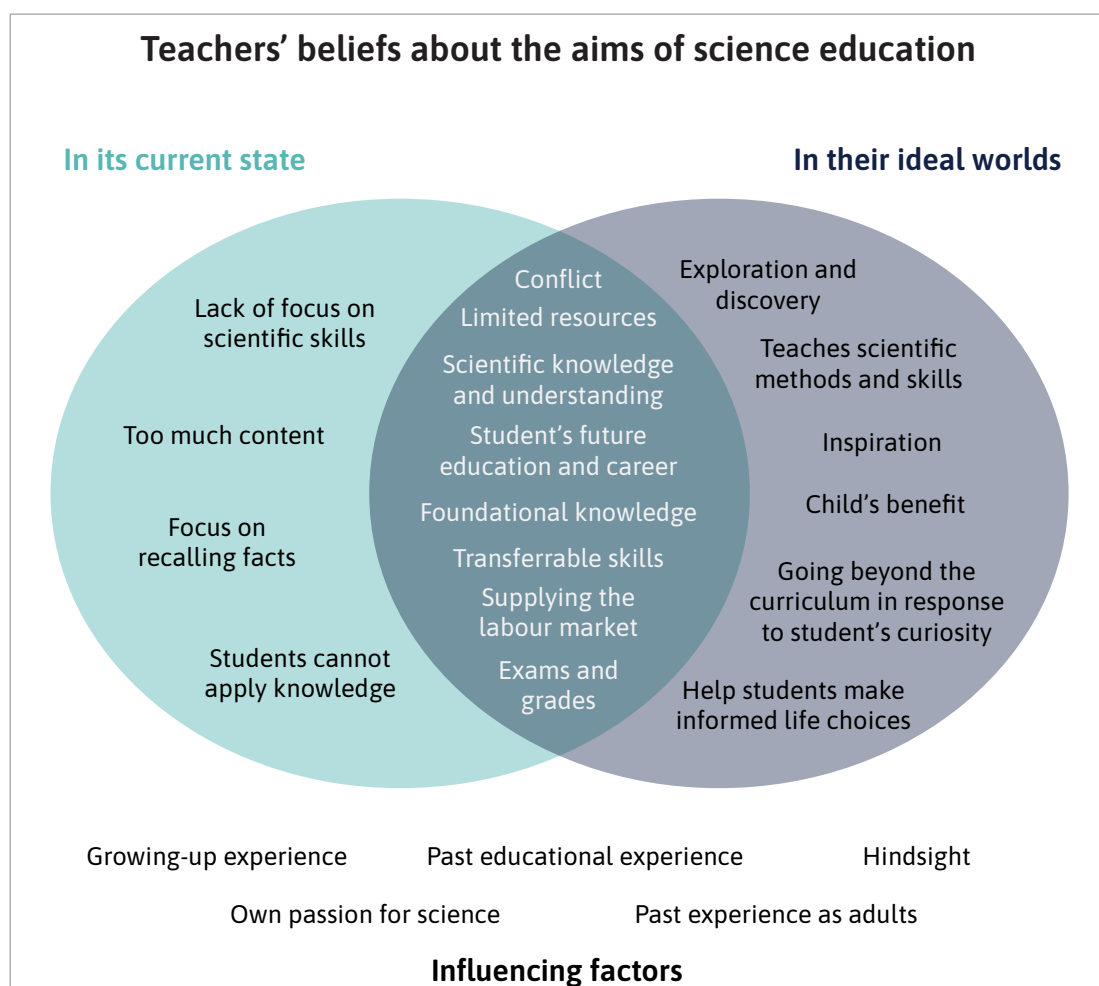 Teachers’ beliefs about the aims of science education
In its current state
In their ideal worlds
Lack of focus on
scientific skills
Too much content
Focus on
recalling facts
Students cannot
apply knowledge
Conflict
Limited resources
Scientific knowledge
and understanding
Student’s future
education and career
Foundational knowledge
Transferrable skills
Supplying the
labour market
Exams and
grades
Exploration and
discovery
Teaches scientific
methods and skills
Inspiration
Child’s benefit
Going beyond the
curriculum in response
to student’s curiosity
Help students make
informed life choices
Growing-up experience
Past educational experience
Hindsight
Own passion for science
Past experience as adults
Influencing factors